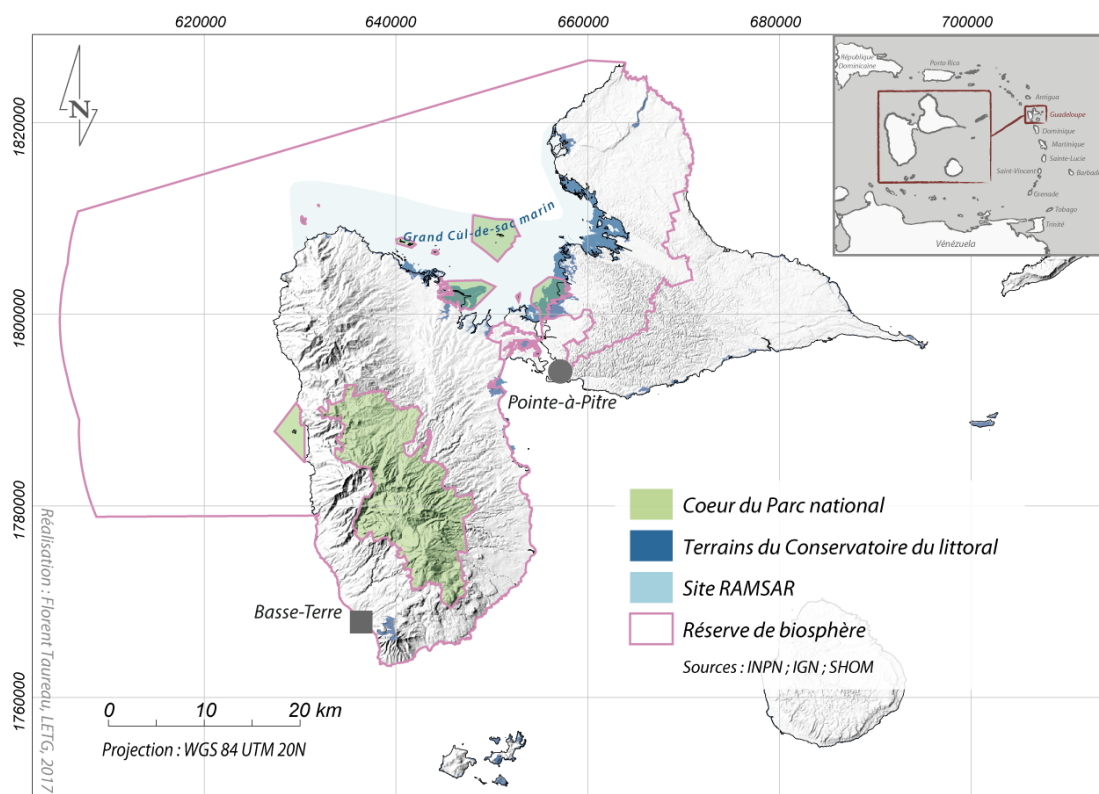 620000
640000
660000
680000
700000
1820000
1800000
1780000
1760000
N
République
Dominicaine
Porto Rico
Antigua
Guadeloupe
Dominique
Martinique
Sainte-Lucie
Saint-Vincent
Barbade
Grenade
Tobago
Trinité
Vénézuela
Grand Cùl-de-sac marin
Pointe-à-Pitre
Basse-Terre
Coeur du Parc national
Terrains du Conservatoire du littoral
Site RAMSAR
Réserve de biosphère
Sources : INPN ; IGN ; SHOM
0 10 20 km
Projection : WGS 84 UTM 20N
Réalisation : Florent Taureau, LETG, 2017